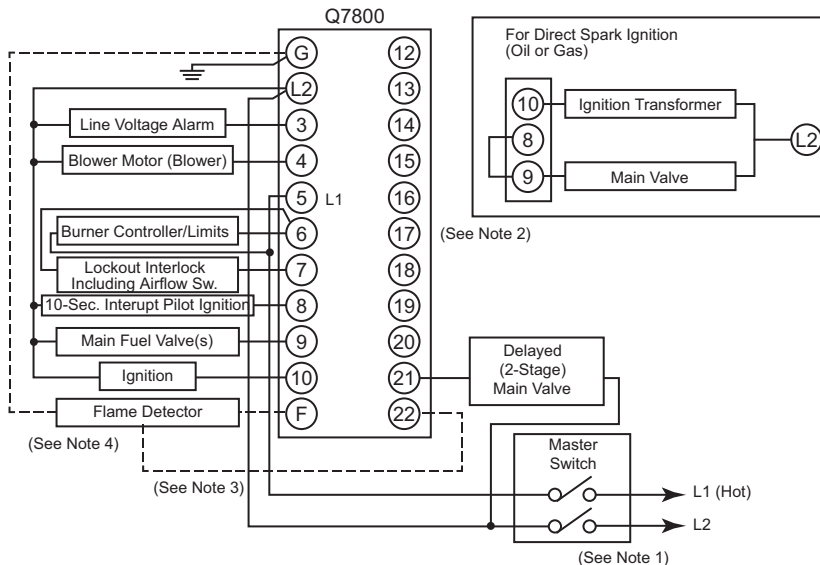 Q7800
G
L2
3
4
5
L1
6
7
8
9
10
F
12
13
14
15
16
17
18
19
20
21
22
Line Voltage Alarm
Blower Motor (Blower)
Burner Controller/Limits
Lockout Interlock
Including Airflow Sw.
10-Sec. Interupt Pilot Ignition
Main Fuel Valve(s)
Ignition
Flame Detector
(See Note 4)
(See Note 3)
For Direct Spark Ignition
(Oil or Gas)
10
8
9
Ignition Transformer
Main Valve
L2
(See Note 2)
Delayed
(2-Stage)
Main Valve
Master
Switch
L1 (Hot)
L2
(See Note 1)